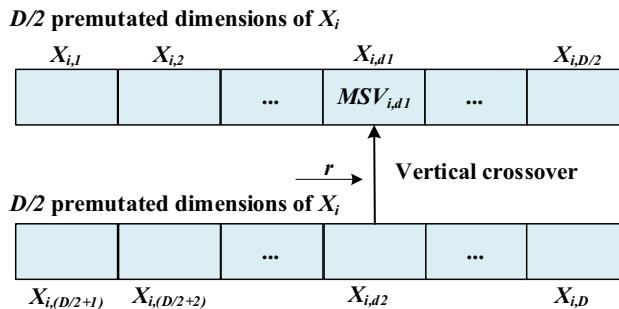 D/2 premutated dimensions of Xi
Xi,1 Xi,2 Xi,d1 Xi,D/2
... MSVi,d1 ...
r Vertical crossover
D/2 premutated dimensions of Xi
... ...
Xi,(D/2+1) Xi,(D/2+2) Xi,d2 Xi,D